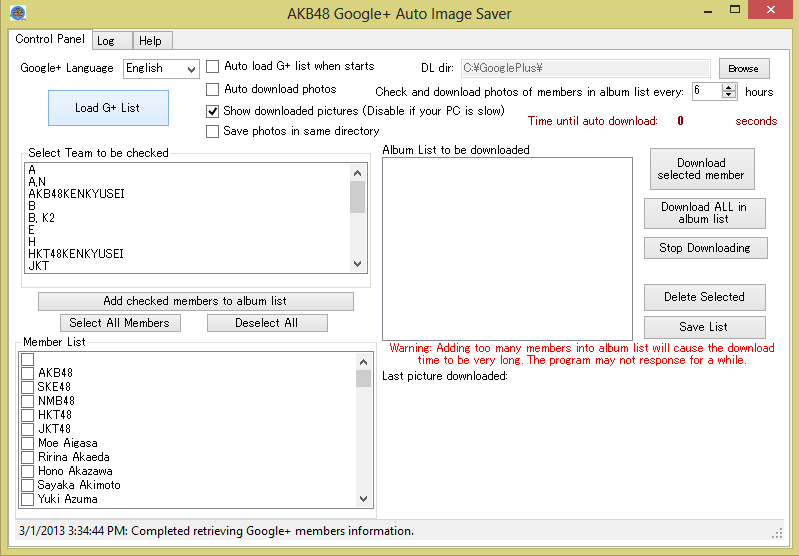 AKB48 Google+ Auto Image Saver
Control Panel
Log
Help
Google+ Language
English
Auto load G+ list when starts
DL dir:
C:¥GooglePlus¥
Browse
Load G+ List
Auto download photos
Check and download photos of members in album list every:
6
hours
Show downloaded pictures (Disable if your PC is slow)
Time until auto download:
0
seconds
Save photos in same directory
Select Team to be checked
A
A,N
AKB48KENKYUSEI
B
B, K2
E
H
HKT48KENKYUSEI
JKT
Album List to be downloaded
Download
selected member
Download ALL in
album list
Stop Downloading
Delete Selected
Save List
Add checked members to album list
Select All Members
Deselect All
Warning: Adding too many members into album list will cause the download
time to be very long. The program may not response for a while.
Last picture downloaded:
Member List
AKB48
SKE48
NMB48
HKT48
JKT48
Moe Aigasa
Ririna Akaeda
Hono Akazawa
Sayaka Akimoto
Yuki Azuma
3/1/2013 3:34:44 PM: Completed retrieving Google+ members information.